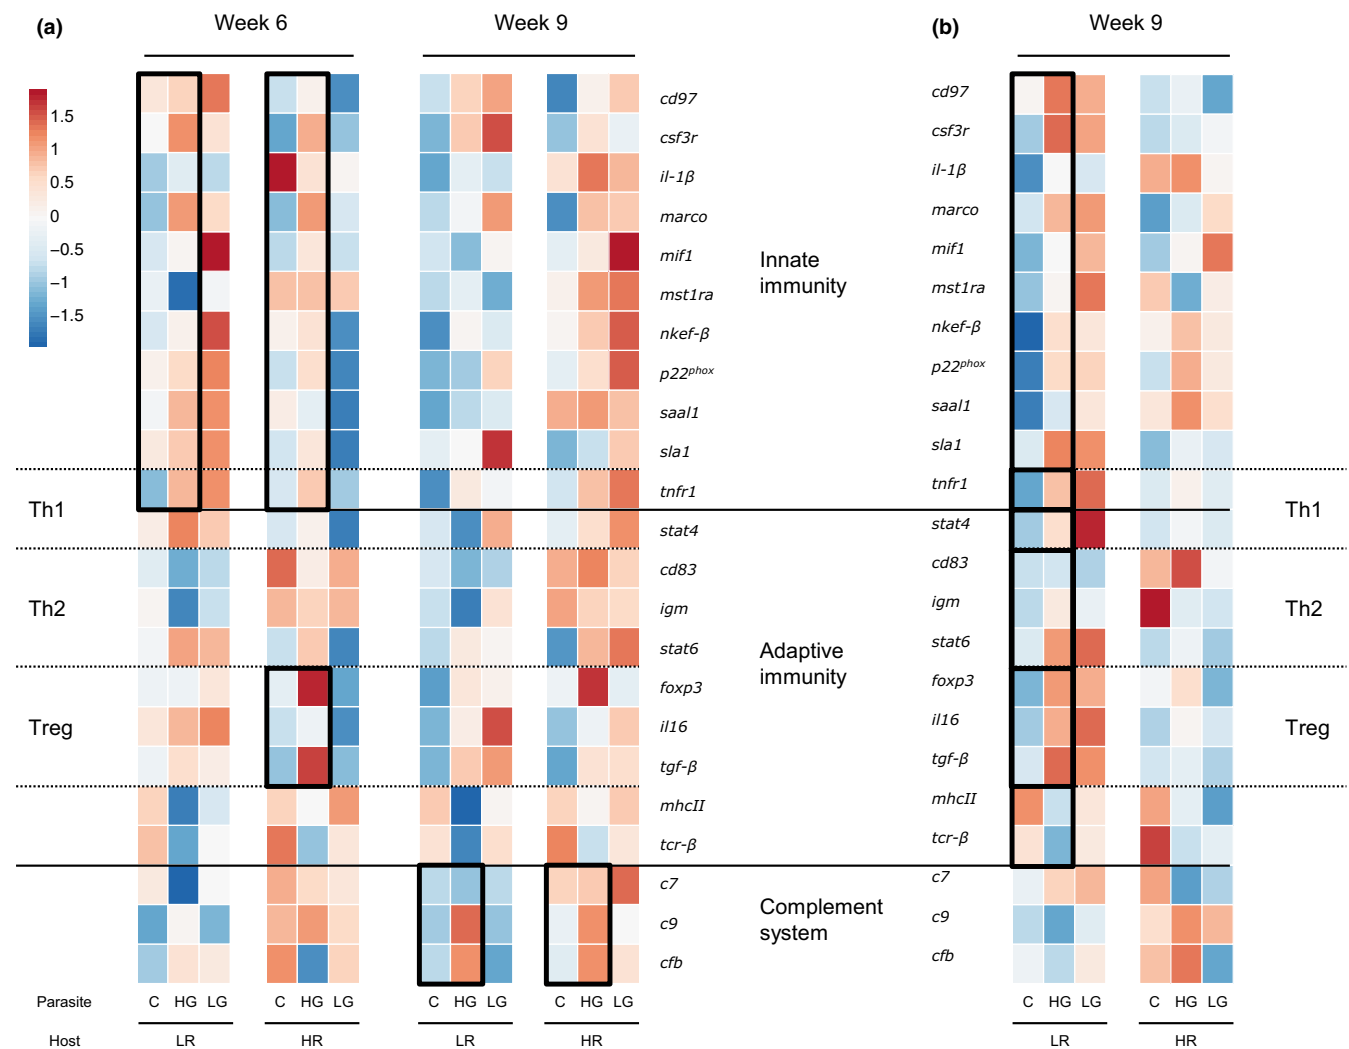 (a)
Week 6
Week 9
(b)
Week 9
1.5
1
0.5
0
−0.5
−1
−1.5
cd97
csf3r
il-1β
marco
mif1
mst1ra
nkef-β
p22phox
saal1
sla1
tnfr1
stat4
cd83
igm
stat6
foxp3
il16
tgf-β
mhcII
tcr-β
c7
c9
cfb
Innate
immunity
Adaptive
immunity
Complement
system
Th1
Th2
Treg
cd97
csf3r
il-1β
marco
mif1
mst1ra
nkef-β
p22phox
saal1
sla1
tnfr1
stat4
cd83
igm
stat6
foxp3
il16
tgf-β
mhcII
tcr-β
c7
c9
cfb
Th1
Th2
Treg
Parasite C HG LG C HG LG C HG LG C HG LG C HG LG C HG LG
Host LR HR LR HR LR HR